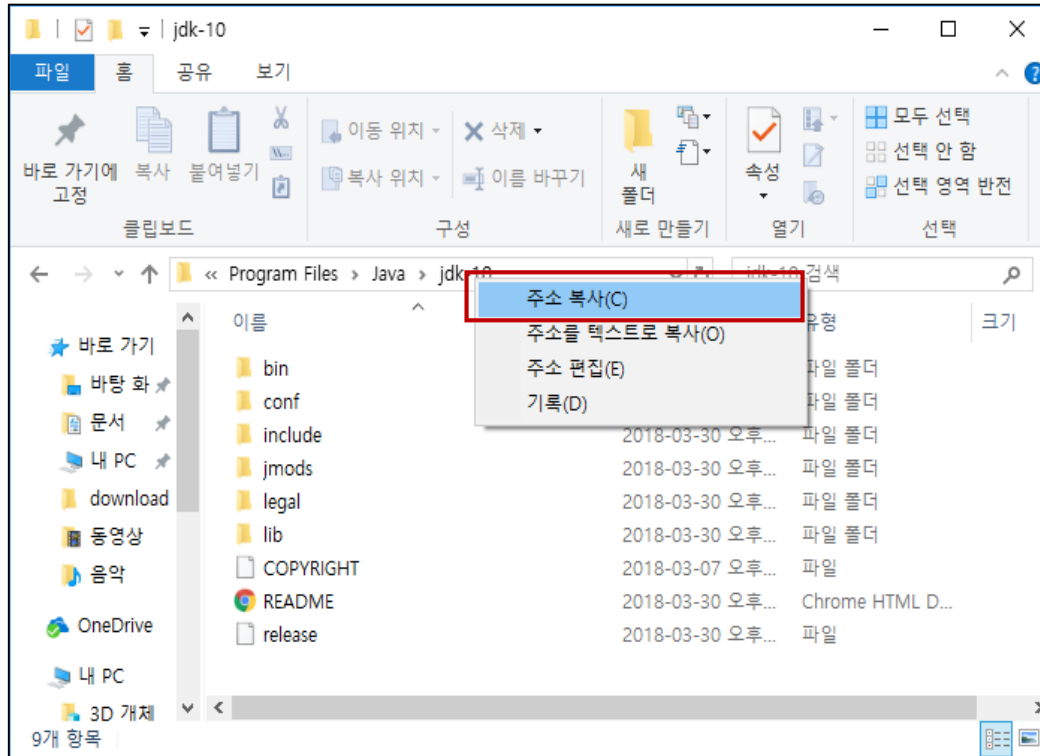 jdk-10
파일 홈 공유 보기
바로 가기에 고정 복사 붙여넣기
이동 위치 삭제
복사 위치 이름 바꾸기
새 폴더
속성
모두 선택
선택 안 함
선택 영역 반전
클립보드 구성 새로 만들기 열기 선택
« Program Files › Java › jdk-10
jdk-10 검색
주소 복사(C)
주소를 텍스트로 복사(O)
주소 편집(E)
기록(D)
이름 유형 크기
바로 가기
바탕 화
문서
내 PC
download
동영상
음악
OneDrive
내 PC
3D 개체
bin 파일 폴더
conf 파일 폴더
include 2018-03-30 오후... 파일 폴더
jmods 2018-03-30 오후... 파일 폴더
legal 2018-03-30 오후... 파일 폴더
lib 2018-03-30 오후... 파일 폴더
COPYRIGHT 2018-03-07 오후... 파일
README 2018-03-30 오후... Chrome HTML D...
release 2018-03-30 오후... 파일
9개 항목